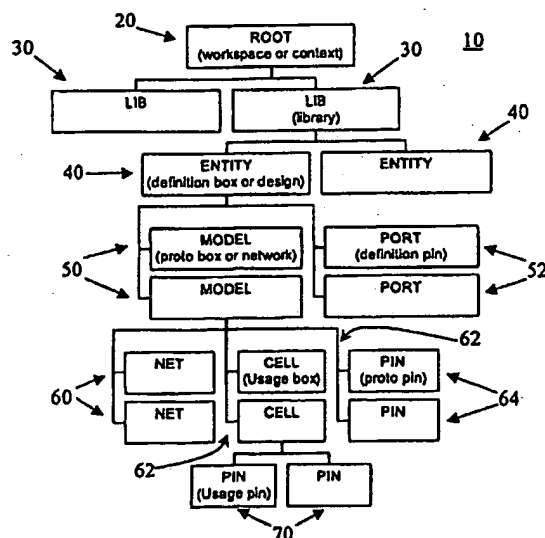 20
ROOT
(workspace or context)
10
30
30
LIB
LIB
(library)
40
40
ENTITY
(definition box or design)
ENTITY
50
MODEL
(proto box or network)
PORT
(definition pin)
52
MODEL
PORT
62
NET
CELL
(Usage box)
PIN
(proto pin)
60
64
NET
CELL
PIN
62
PIN
(Usage pin)
PIN
70